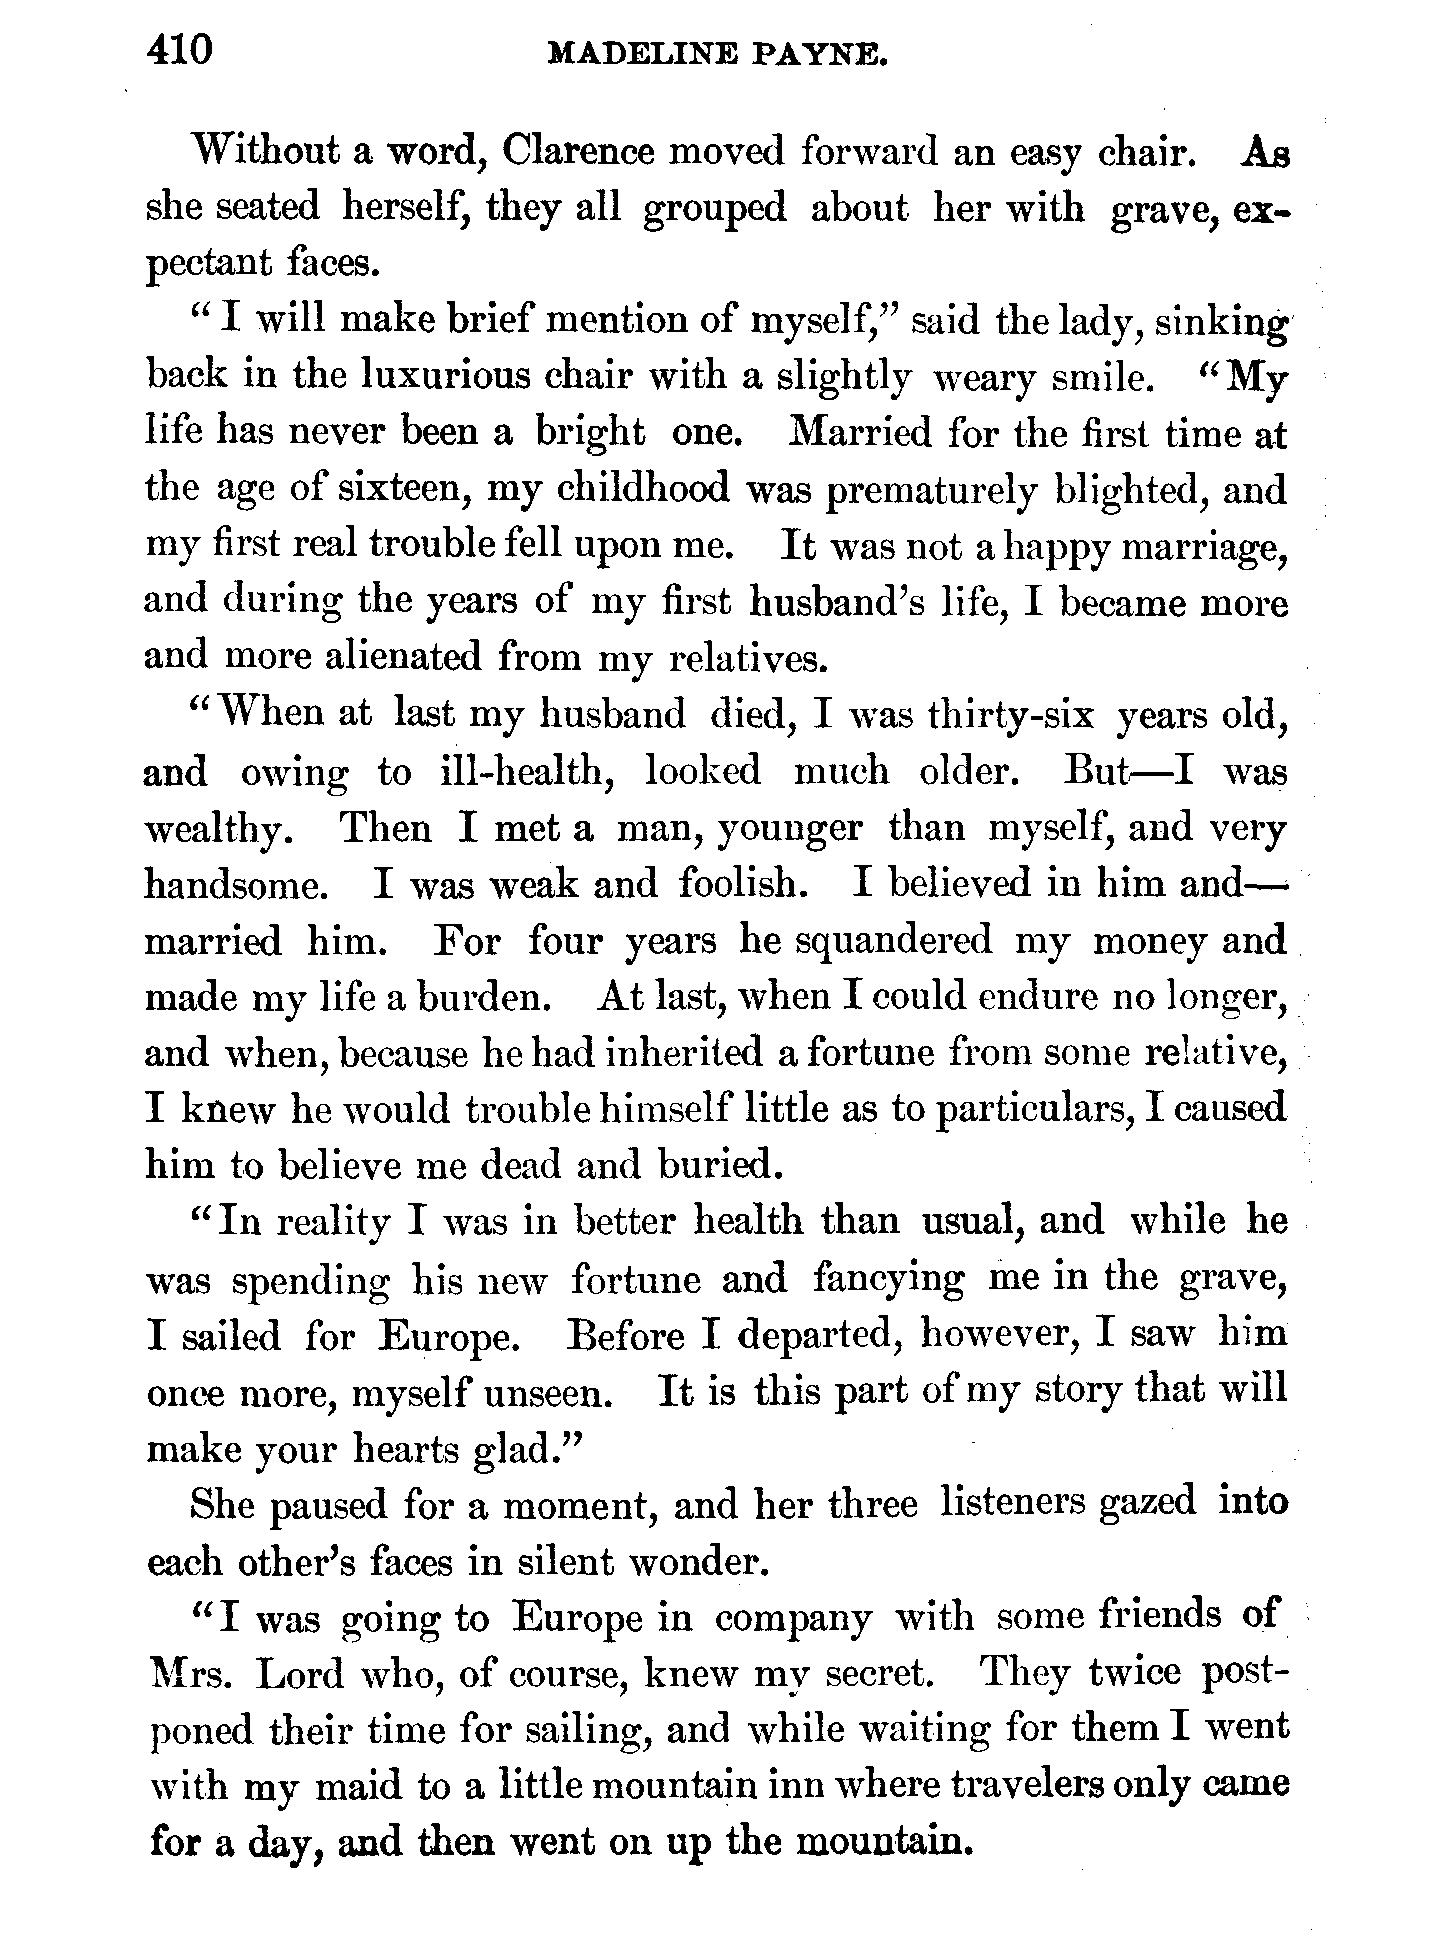 410 MADELINE PAYNE.
Without a word, Clarence moved forward an easy chair. As
she seated herself, they all grouped about her with grave, ex-
pectant faces.
“I will make brief mention of myself,” said the lady, sinking
back in the luxurious chair with a slightly weary smile. “My
life has never been a bright one. Married for the first time at
the age of sixteen, my childhood was prematurely blighted, and
my first real trouble fell upon me. It was not a happy marriage,
and during the years of my first husband’s life, I became more
and more alienated from my relatives.
“When at last my husband died, I was thirty-six years old,
and owing to ill-health, looked much older. But—I was
wealthy. Then I met a man, younger than myself, and very
handsome. I was weak and foolish. I believed in him and—
married him. For four years he squandered my money and
made my life a burden. At last, when I could endure no longer,
and when, because he had inherited a fortune from some relative,
I knew he would trouble himself little as to particulars, I caused
him to believe me dead and buried.
“In reality I was in better health than usual, and while he
was spending his new fortune and fancying me in the grave,
I sailed for Europe. Before I departed, however, I saw him
once more, myself unseen. It is this part of my story that will
make your hearts glad.”
She paused for a moment, and her three listeners gazed into
each other’s faces in silent wonder.
“I was going to Europe in company with some friends of
Mrs. Lord who, of course, knew my secret. They twice post-
poned their time for sailing, and while waiting for them I went
with my maid to a little mountain inn where travelers only came
for a day, and then went on up the mountain.